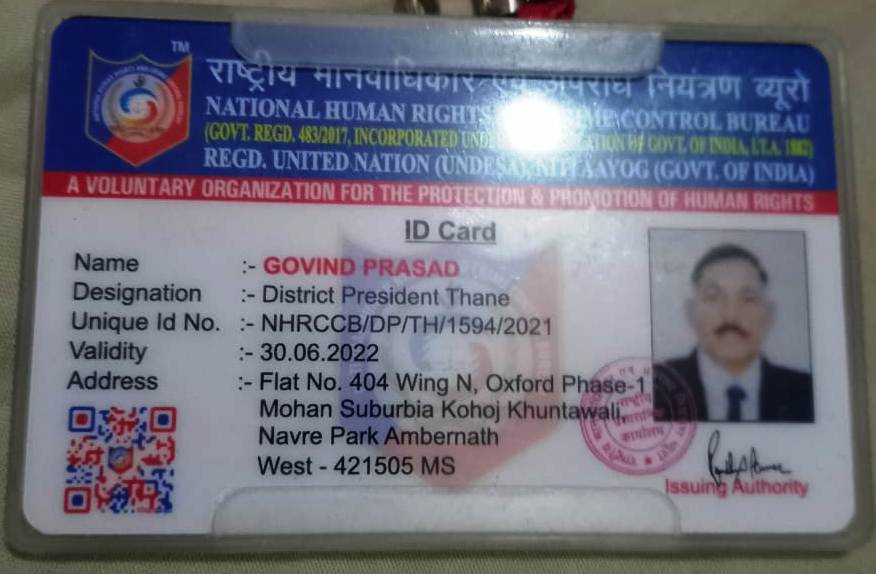 TM
राष्ट्रीय मानवाधिकार एवं अपराध नियंत्रण ब्यूरो
NATIONAL HUMAN RIGHTS CONTROL BUREAU
(GOVT. REGD. 483/2017, INCORPORATED OF GOVT. OF INDIA, I.T.A. 1882)
REGD. UNITED NATION (UNDESA), NITI AAYOG (GOVT. OF INDIA)
A VOLUNTARY ORGANIZATION FOR THE PROTECTION & PROMOTION OF HUMAN RIGHTS
ID Card
Name :- GOVIND PRASAD
Designation :- District President Thane
Unique Id No. :- NHRCCB/DP/TH/1594/2021
Validity :- 30.06.2022
Address :- Flat No. 404 Wing N, Oxford Phase-1
Mohan Suburbia Kohoj Khuntawali,
Navre Park Ambernath
West - 421505 MS
Issuing Authority